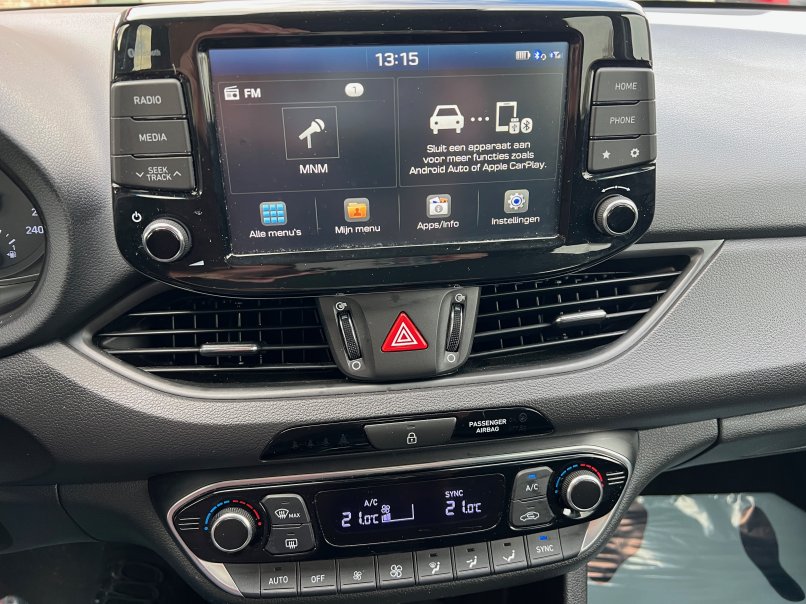 Bluetooth
13:15
RADIO
MEDIA
SEEK
TRACK
FM
1
MNM
Sluit een apparaat aan
voor meer functies zoals
Android Auto of Apple CarPlay.
Alle menu's
Mijn menu
Apps/Info
Instellingen
HOME
PHONE
240
PASSENGER
AIRBAG
MAX
A/C
21.0°C
SYNC
21.0°C
A/C
AUTO
OFF
SYNC